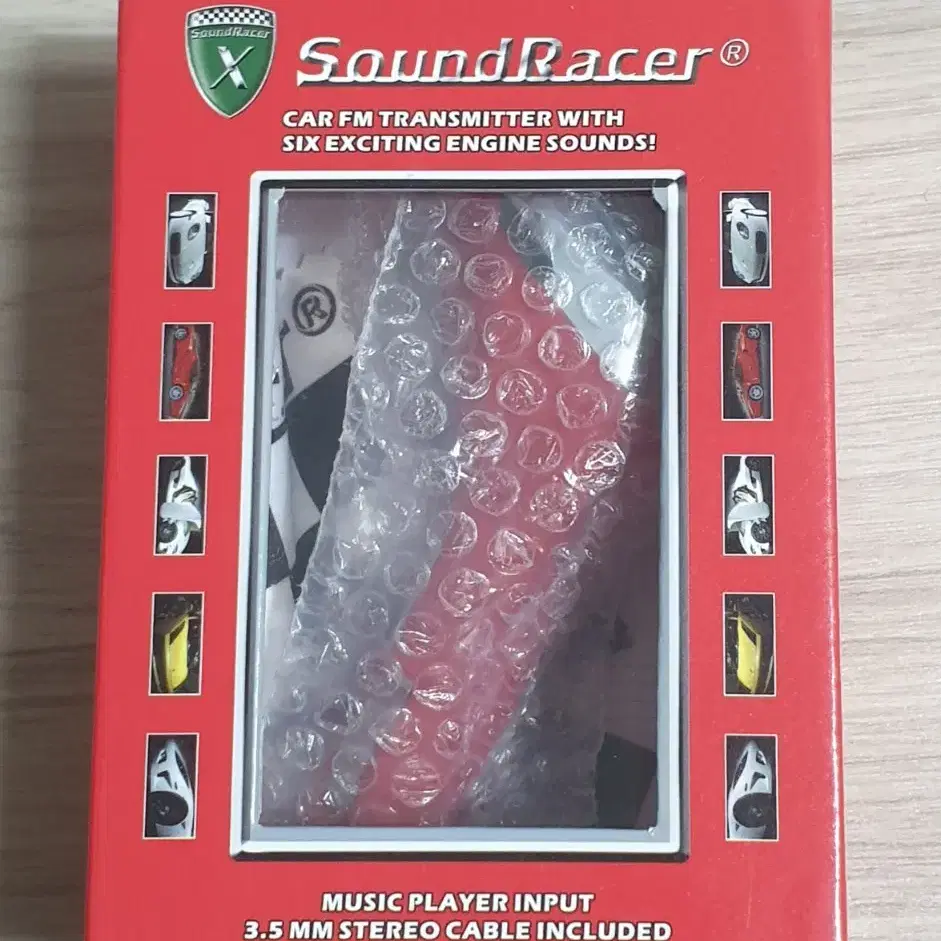 SoundRacer
X
SoundRacer®
CAR FM TRANSMITTER WITH
SIX EXCITING ENGINE SOUNDS!
®
MUSIC PLAYER INPUT
3.5 MM STEREO CABLE INCLUDED